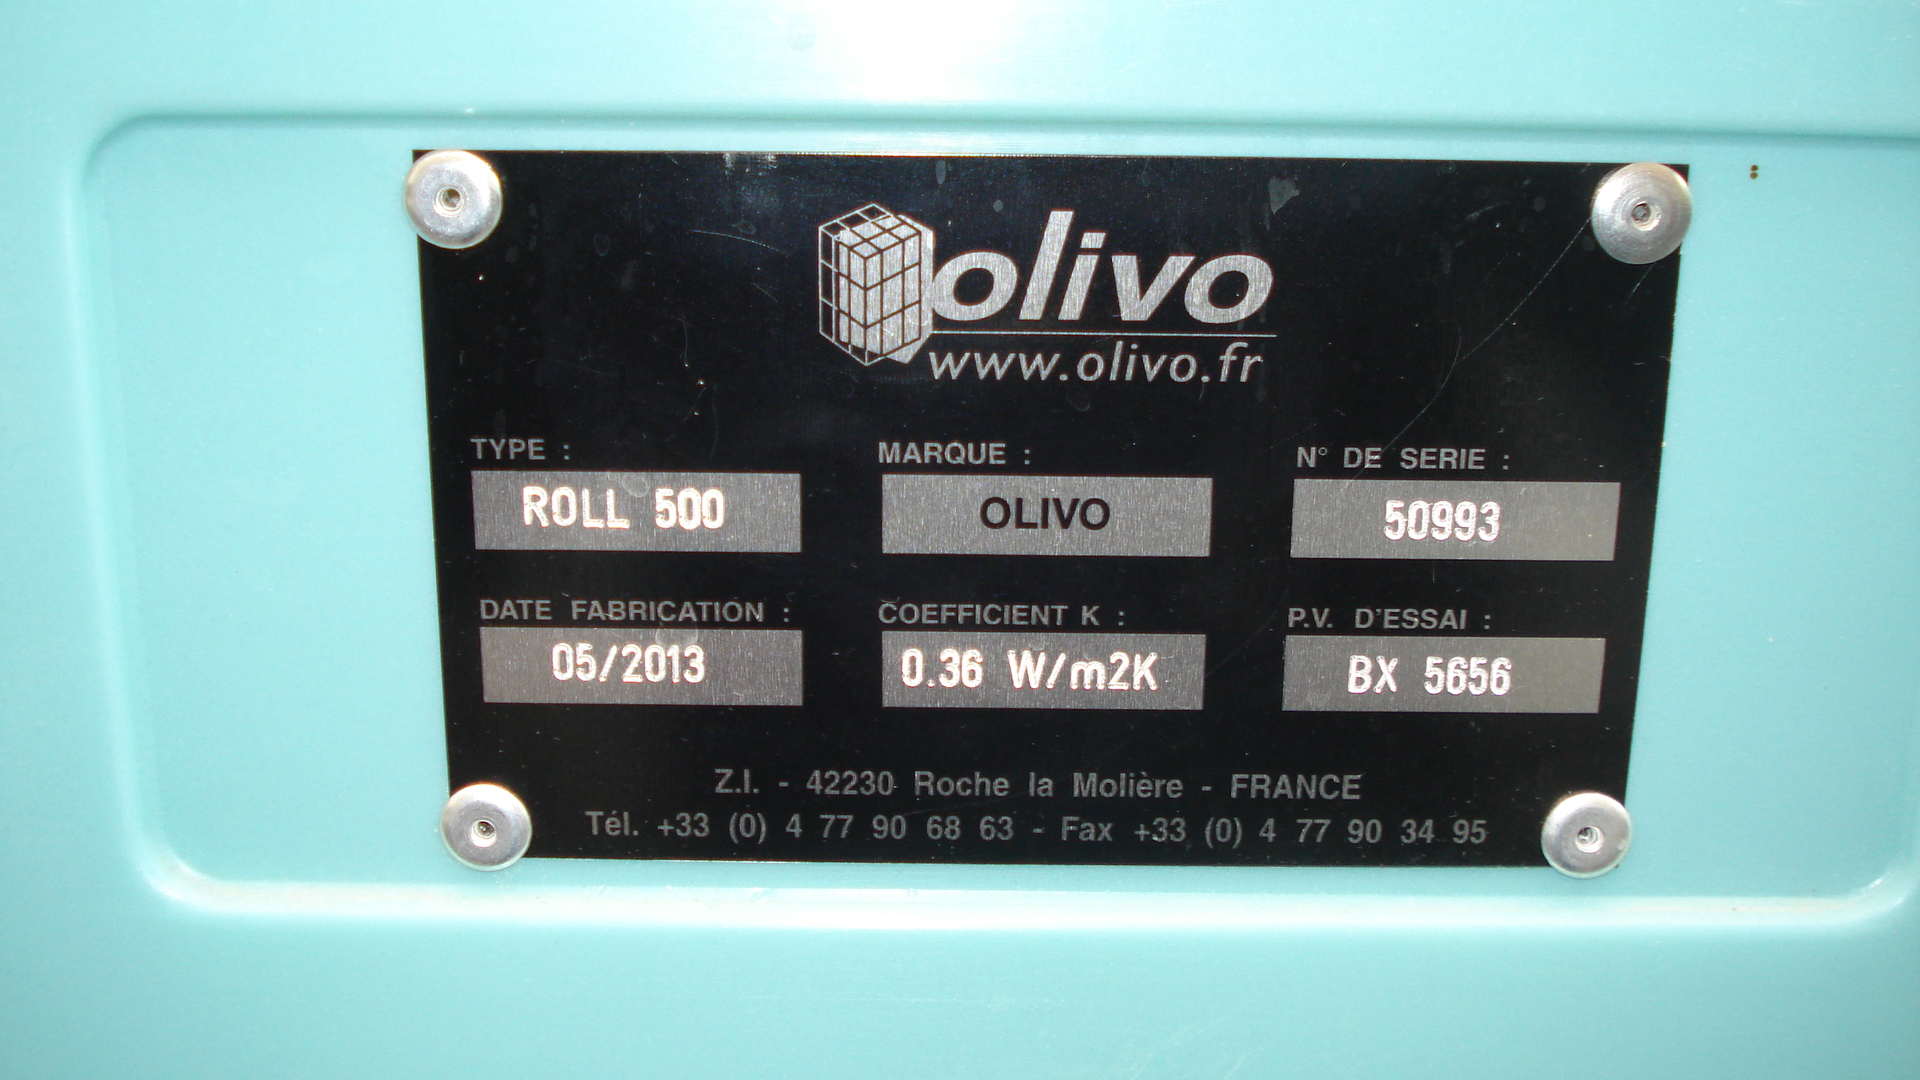 olivo
www.olivo.fr
TYPE : MARQUE : N° DE SERIE :
ROLL 500 OLIVO 50993
DATE FABRICATION : COEFFICIENT K : P.V. D'ESSAI :
05/2013 0.36 W/m2K BX 5656
Z.I. - 42230 Roche la Molière - FRANCE
Tél. +33 (0) 4 77 90 68 63 - Fax +33 (0) 4 77 90 34 95